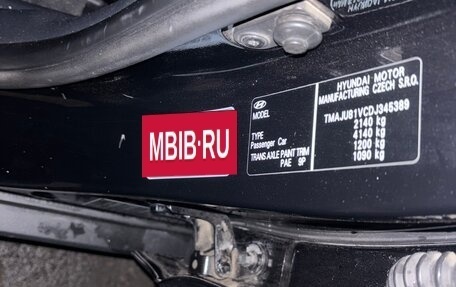 HYUNDAI MOTOR
MANUFACTURING CZECH S.R.O.
MODEL
TMAJU81VCDJ345389
2140 kg
TYPE
4140 kg
Passenger Car
1200 kg
TRANS AXLE PAINT TRIM
1090 kg
PAE 9P
MBIB·RU